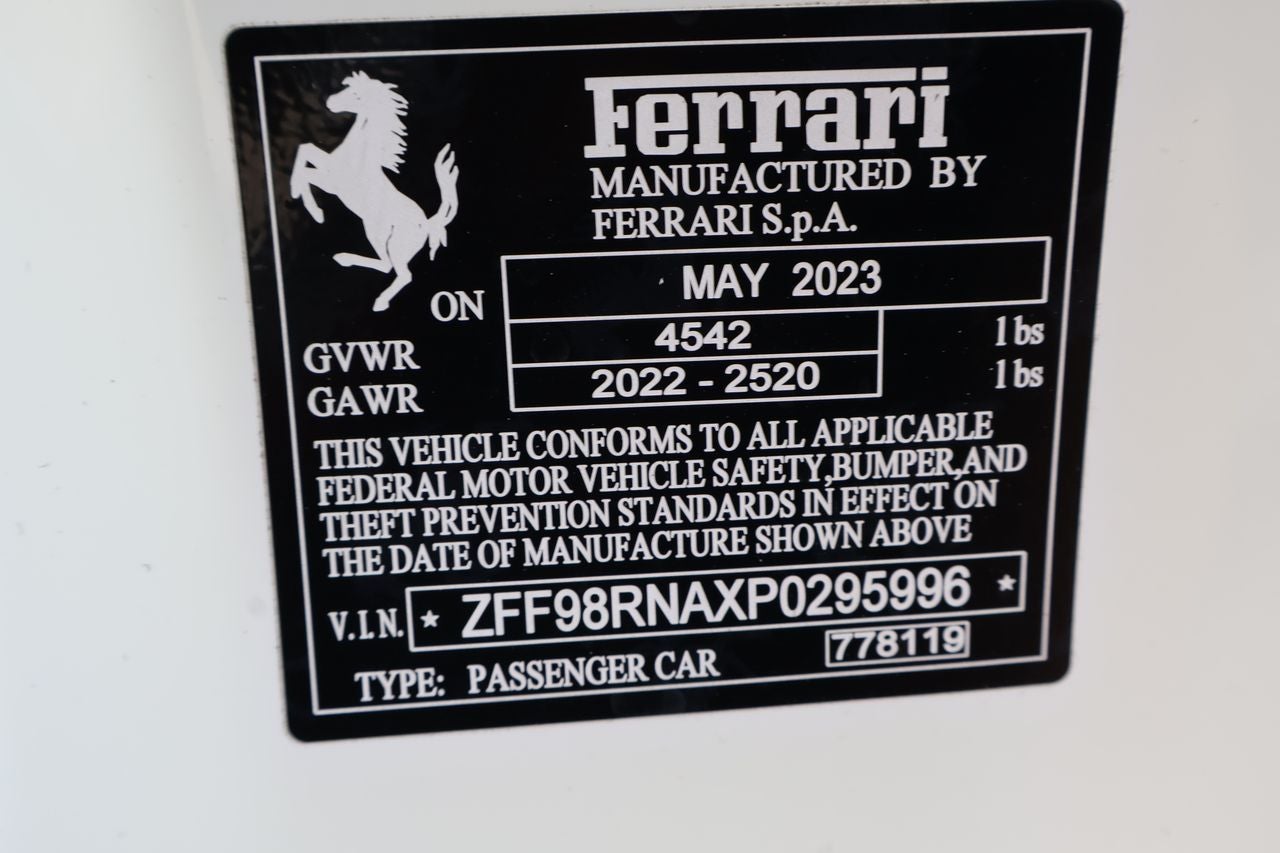 Ferrari
MANUFACTURED BY
FERRARI S.p.A.
ON MAY 2023
GVWR 4542 lbs
GAWR 2022 - 2520 lbs
THIS VEHICLE CONFORMS TO ALL APPLICABLE
FEDERAL MOTOR VEHICLE SAFETY,BUMPER,AND
THEFT PREVENTION STANDARDS IN EFFECT ON
THE DATE OF MANUFACTURE SHOWN ABOVE
V.I.N. * ZFF98RNAXP0295996 *
778119
TYPE: PASSENGER CAR